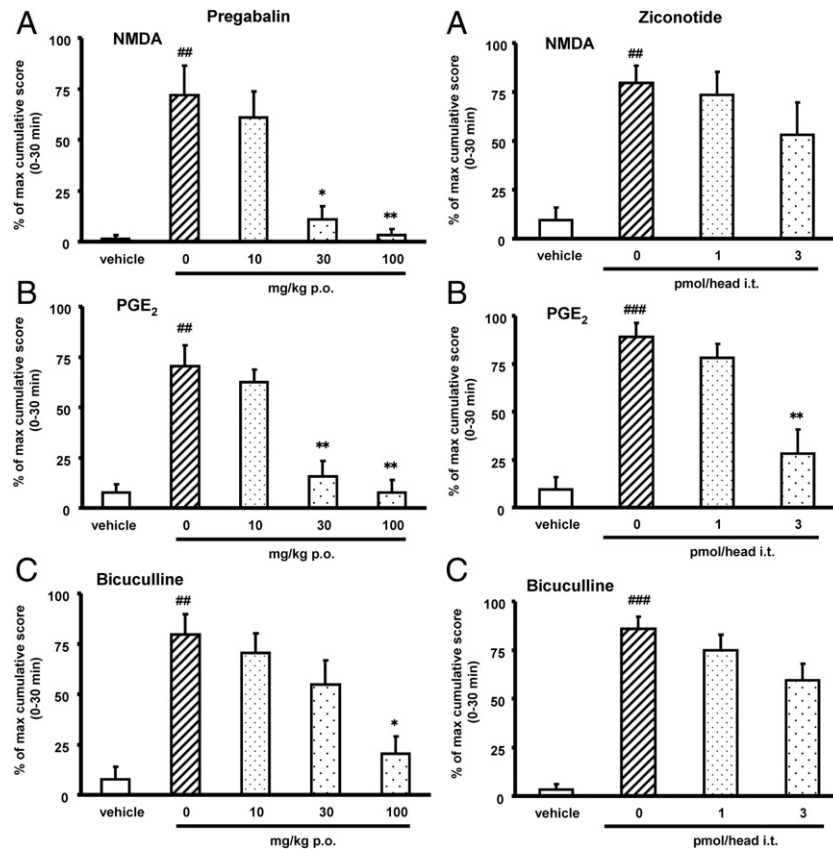 A
Pregabalin
NMDA
% of max cumulative score
(0-30 min)
100
75
50
25
0
##
*
**
vehicle 0 10 30 100
mg/kg p.o.
B
PGE2
% of max cumulative score
(0-30 min)
100
75
50
25
0
##
**
**
vehicle 0 10 30 100
mg/kg p.o.
C
Bicuculline
% of max cumulative score
(0-30 min)
100
75
50
25
0
##
*
vehicle 0 10 30 100
mg/kg p.o.
A
Ziconotide
NMDA
% of max cumulative score
(0-30 min)
100
75
50
25
0
##
vehicle 0 1 3
pmol/head i.t.
B
PGE2
% of max cumulative score
(0-30 min)
100
75
50
25
0
###
**
vehicle 0 1 3
pmol/head i.t.
C
Bicuculline
% of max cumulative score
(0-30 min)
100
75
50
25
0
###
vehicle 0 1 3
pmol/head i.t.